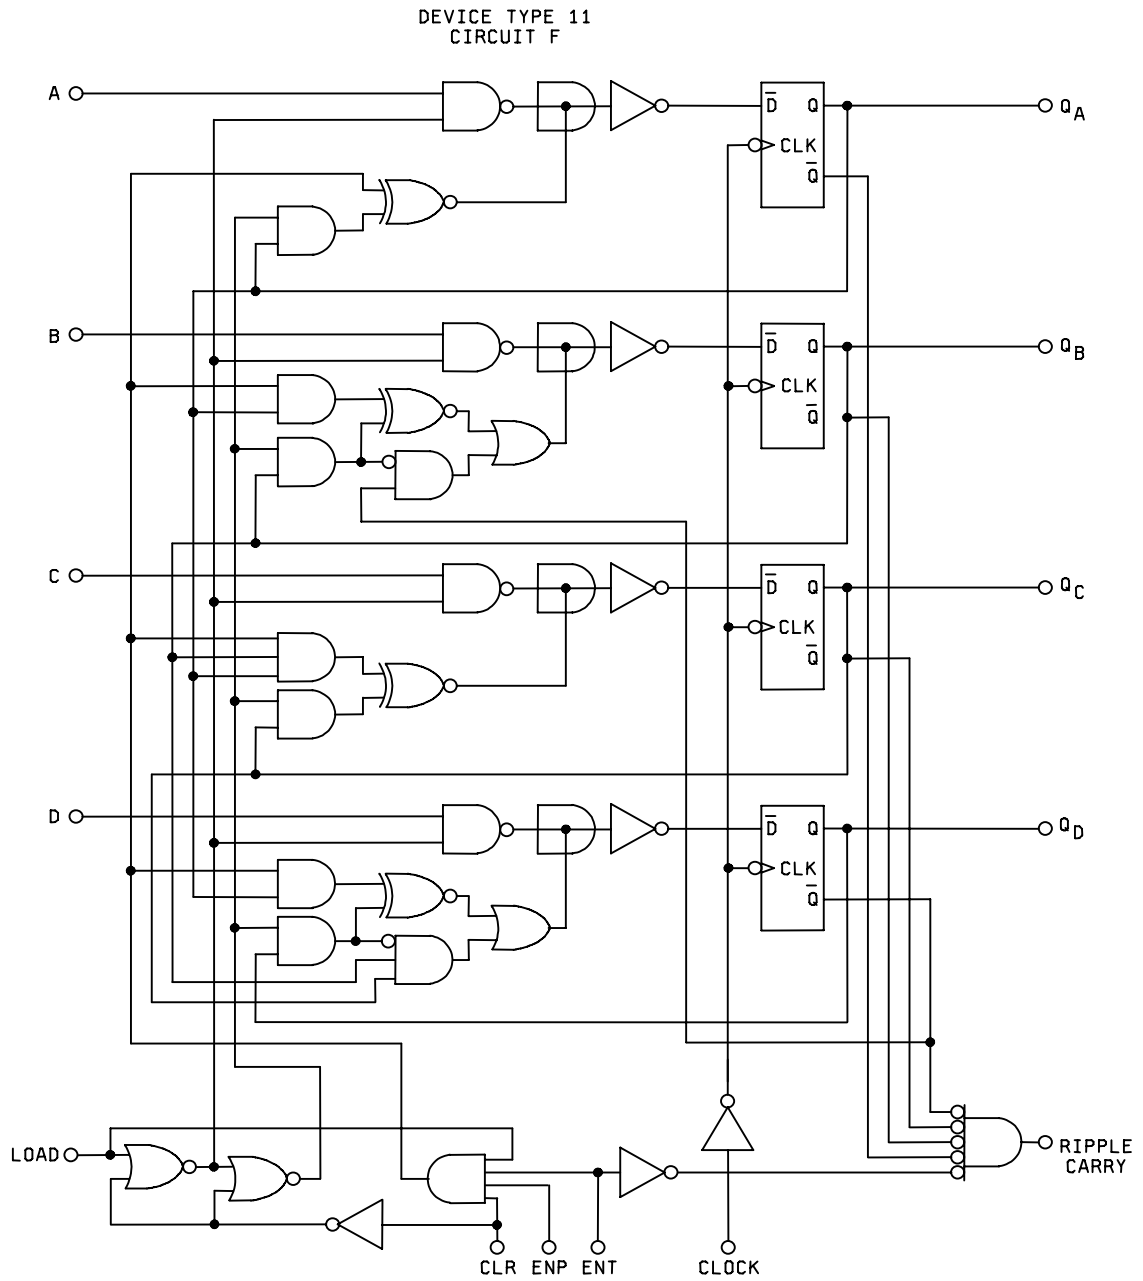 DEVICE TYPE 11
CIRCUIT F
A
D̅ Q
Q_A
CLK
Q̅
B
D̅ Q
Q_B
CLK
Q̅
C
D̅ Q
Q_C
CLK
Q̅
D
D̅ Q
Q_D
CLK
Q̅
LOAD
RIPPLE
CARRY
CLR ENP ENT
CLOCK